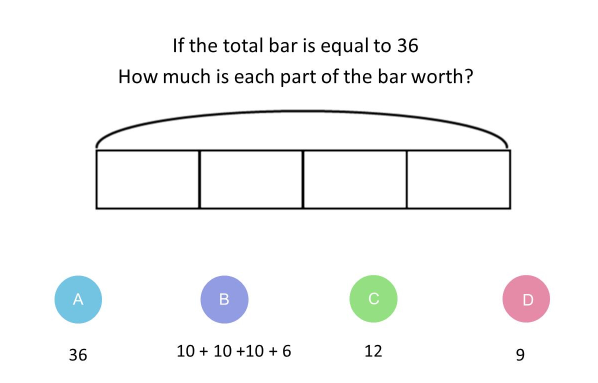 If the total bar is equal to 36
How much is each part of the bar worth?
A
B
C
D
36
10 + 10 +10 + 6
12
9